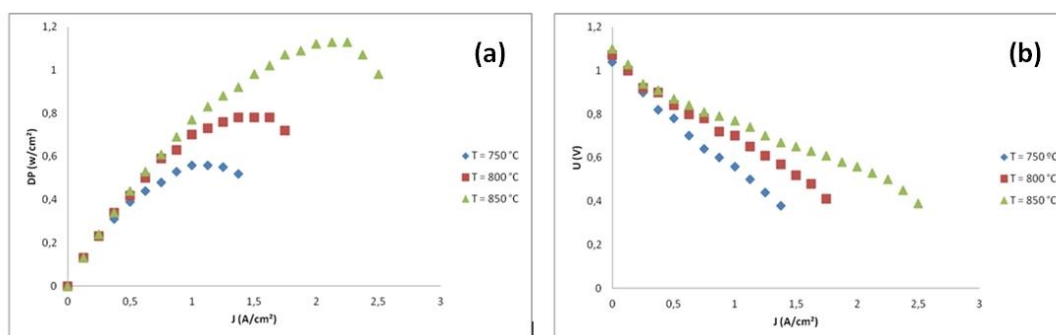 (a)
DP (w/cm²)
1,2
1
0,8
0,6
0,4
0,2
0
0
0,5
1
1,5
2
2,5
3
J (A/cm²)
T = 750 °C
T = 800 °C
T = 850 °C
(b)
U (V)
1,2
1
0,8
0,6
0,4
0,2
0
0
0,5
1
1,5
2
2,5
3
J (A/cm²)
T = 750 ºC
T = 800 °C
T = 850 °C